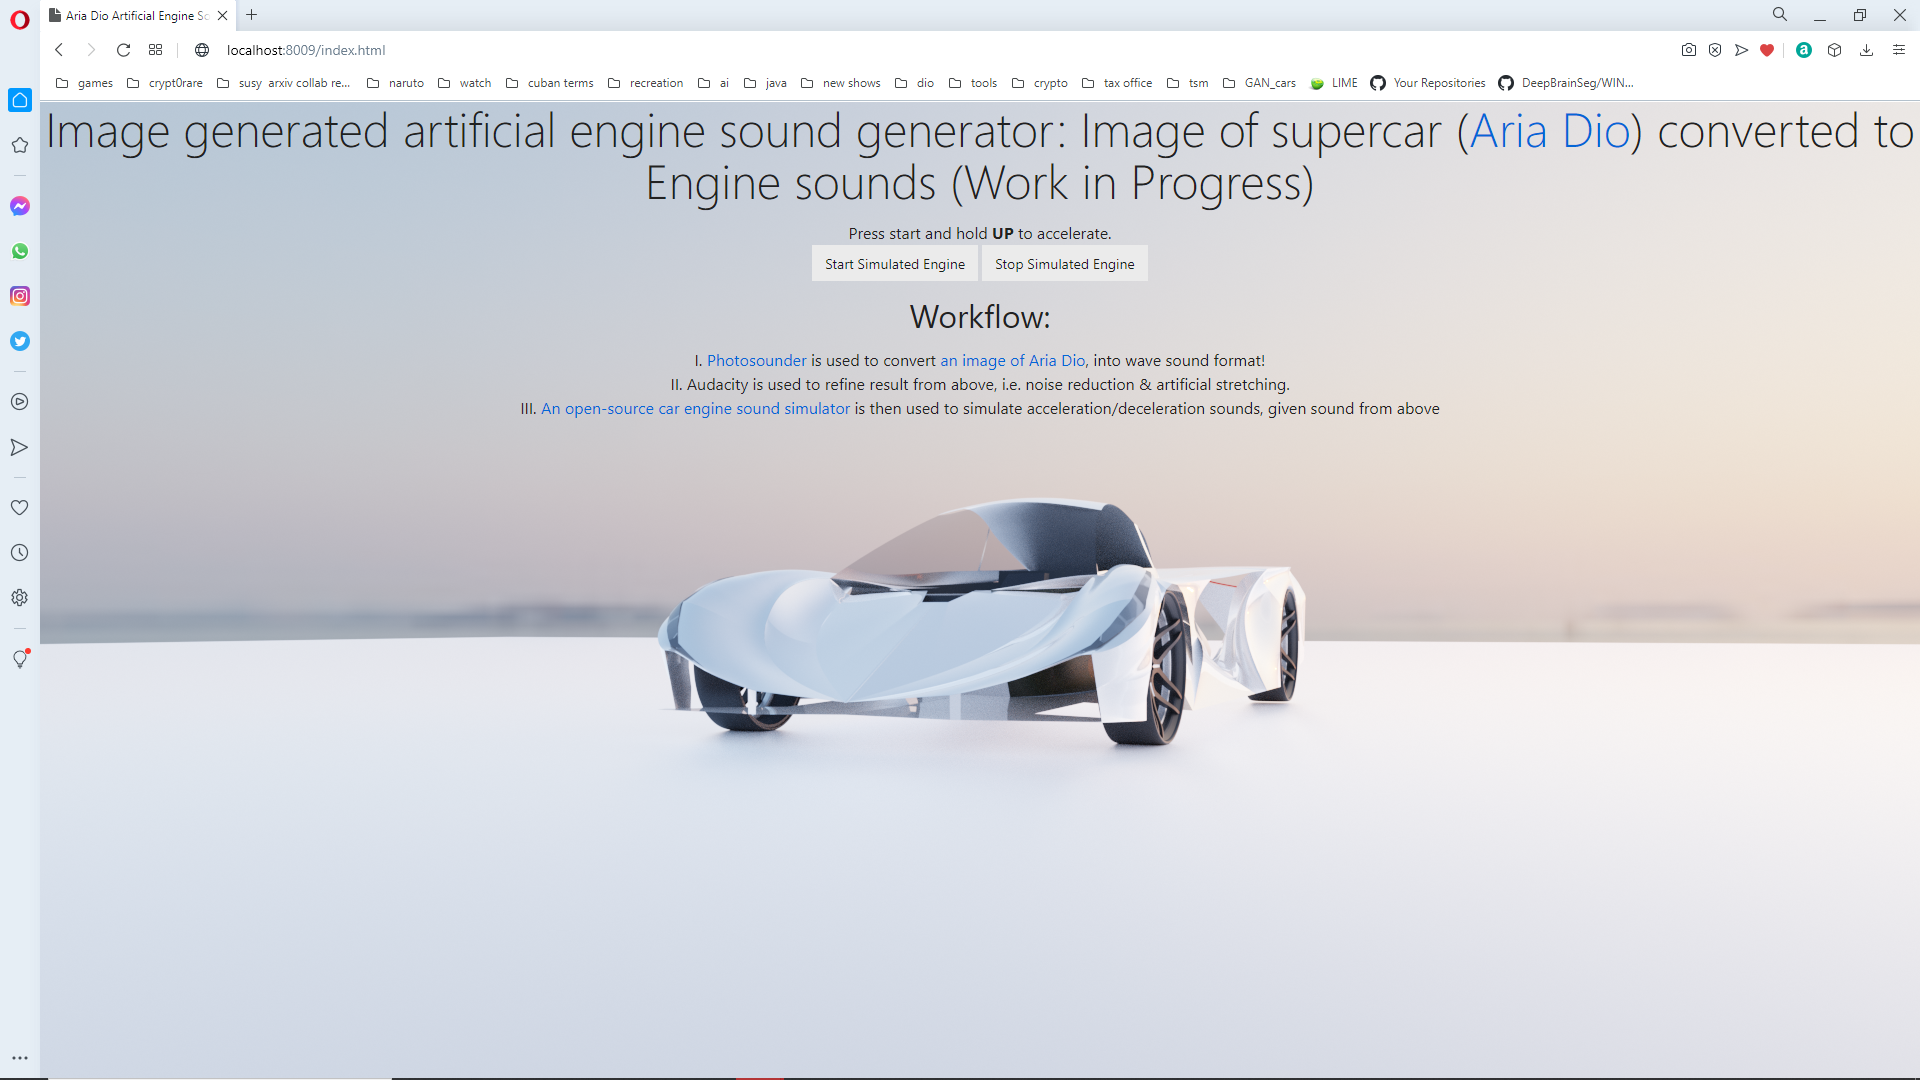 Aria Dio Artificial Engine So
localhost:8009/index.html
games crypt0rare susy arxiv collab re... naruto watch cuban terms recreation ai java new shows dio tools crypto tax office tsm GAN_cars LIME Your Repositories DeepBrainSeg/WIN...
Image generated artificial engine sound generator: Image of supercar (Aria Dio) converted to
Engine sounds (Work in Progress)
Press start and hold UP to accelerate.
Start Simulated Engine Stop Simulated Engine
Workflow:
I. Photosounder is used to convert an image of Aria Dio, into wave sound format!
II. Audacity is used to refine result from above, i.e. noise reduction & artificial stretching.
III. An open-source car engine sound simulator is then used to simulate acceleration/deceleration sounds, given sound from above